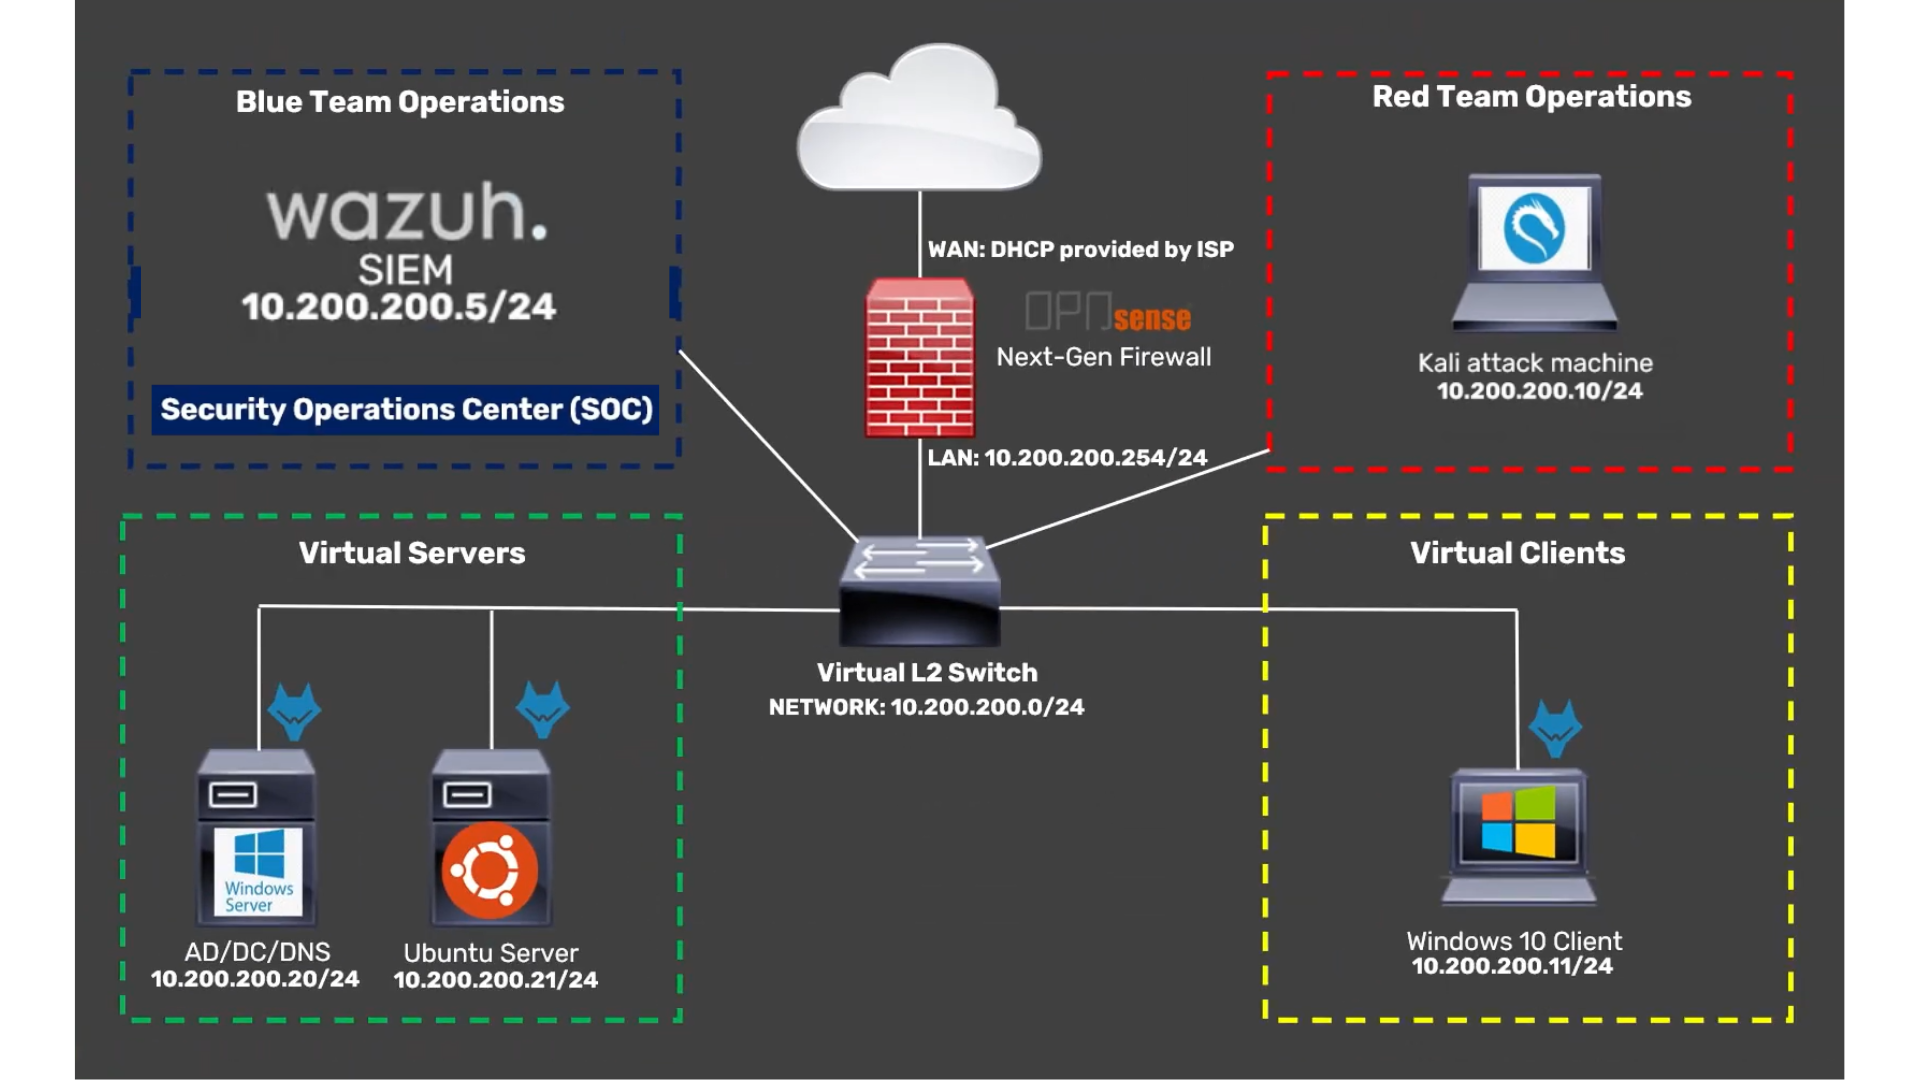 Blue Team Operations
wazuh.
SIEM
10.200.200.5/24
Security Operations Center (SOC)
WAN: DHCP provided by ISP
OPNsense
Next-Gen Firewall
LAN: 10.200.200.254/24
Red Team Operations
Kali attack machine
10.200.200.10/24
Virtual Servers
Virtual L2 Switch
NETWORK: 10.200.200.0/24
Virtual Clients
Windows
Server
AD/DC/DNS
10.200.200.20/24
Ubuntu Server
10.200.200.21/24
Windows 10 Client
10.200.200.11/24